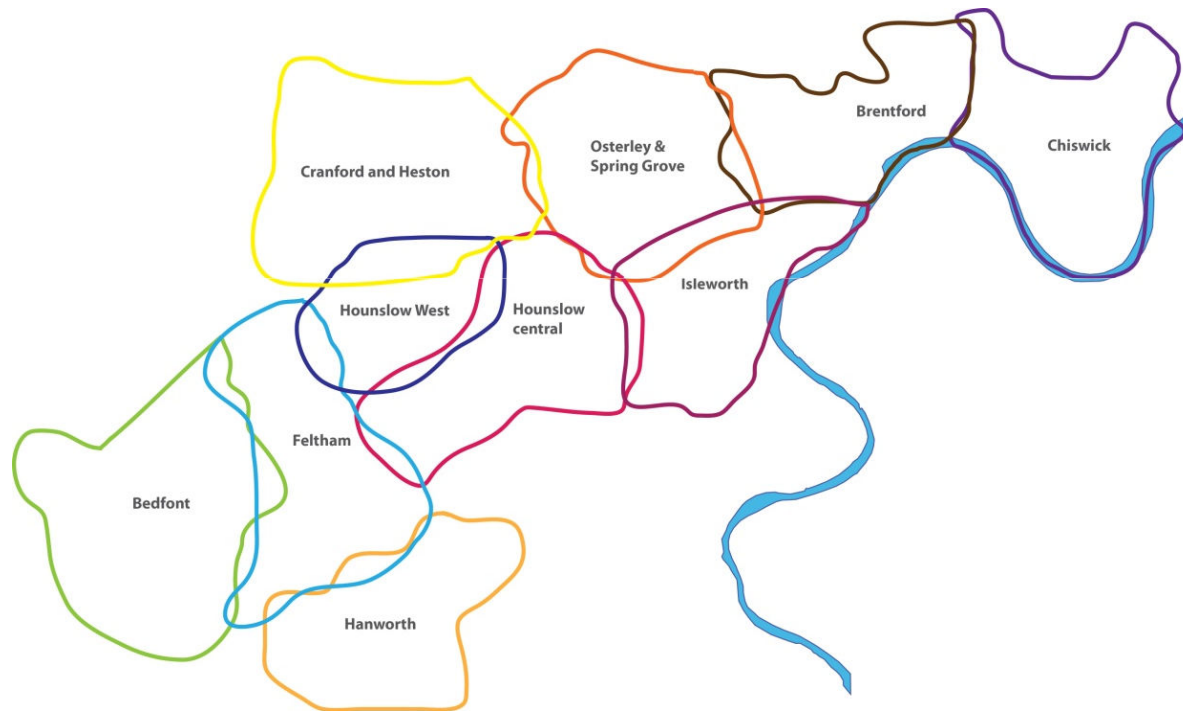 Brentford
Chiswick
Osterley &
Spring Grove
Cranford and Heston
Isleworth
Hounslow West
Hounslow
central
Feltham
Bedfont
Hanworth